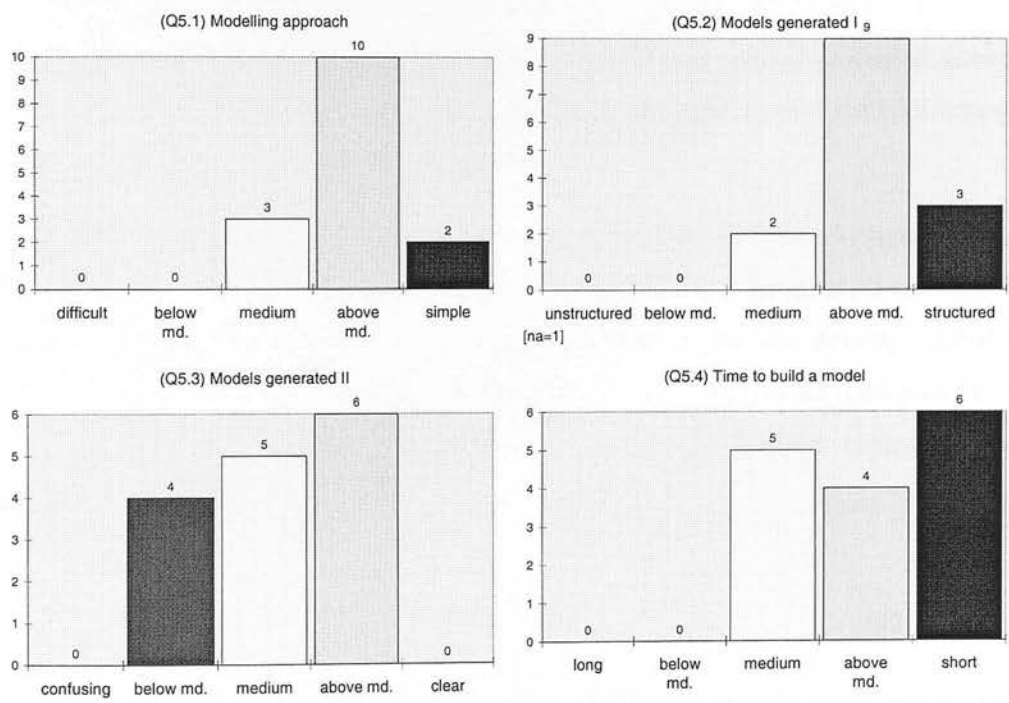 (Q5.1) Modelling approach
10
10
9
8
7
6
5
4
3
2
1
0
0
0
3
2
difficult
below md.
medium
above md.
simple
(Q5.2) Models generated I 9
9
8
7
6
5
4
3
2
1
0
0
0
2
3
unstructured
below md.
medium
above md.
structured
[na=1]
(Q5.3) Models generated II
6
5
4
3
2
1
0
0
4
5
6
0
confusing
below md.
medium
above md.
clear
(Q5.4) Time to build a model
6
5
4
3
2
1
0
0
0
5
4
6
long
below md.
medium
above md.
short